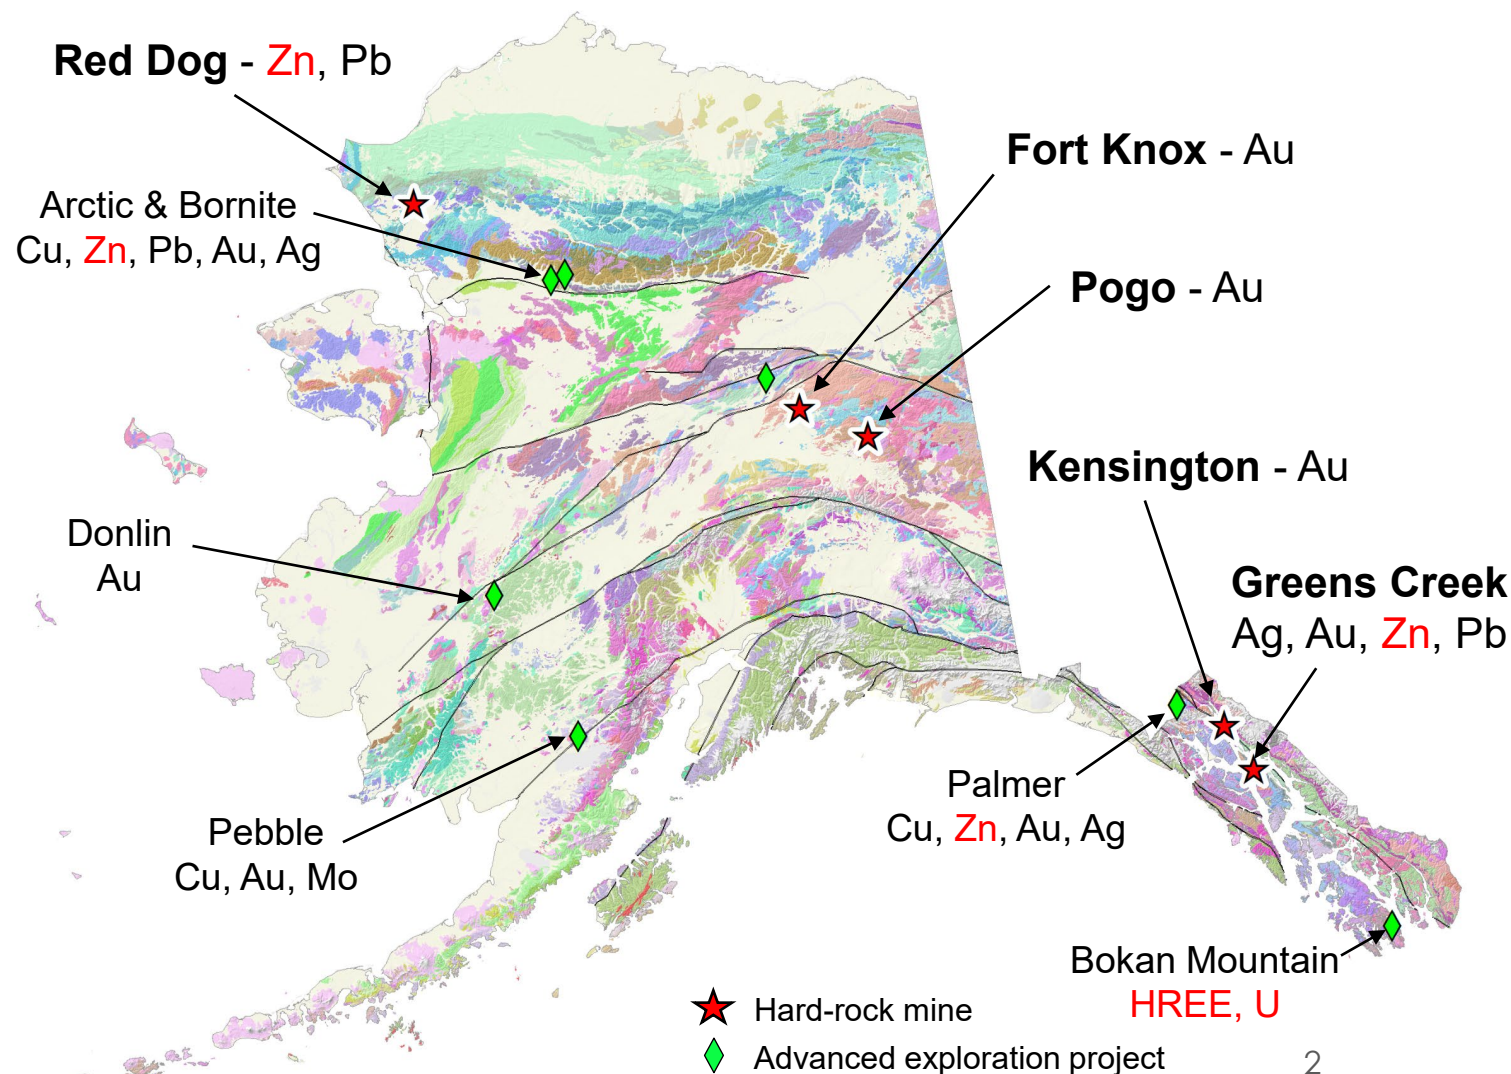 Red Dog - Zn, Pb
Fort Knox - Au
Arctic & Bornite
Cu, Zn, Pb, Au, Ag
Pogo - Au
Kensington - Au
Donlin
Au
Greens Creek
Ag, Au, Zn, Pb
Palmer
Cu, Zn, Au, Ag
Pebble
Cu, Au, Mo
Bokan Mountain
HREE, U
Hard-rock mine
Advanced exploration project
2